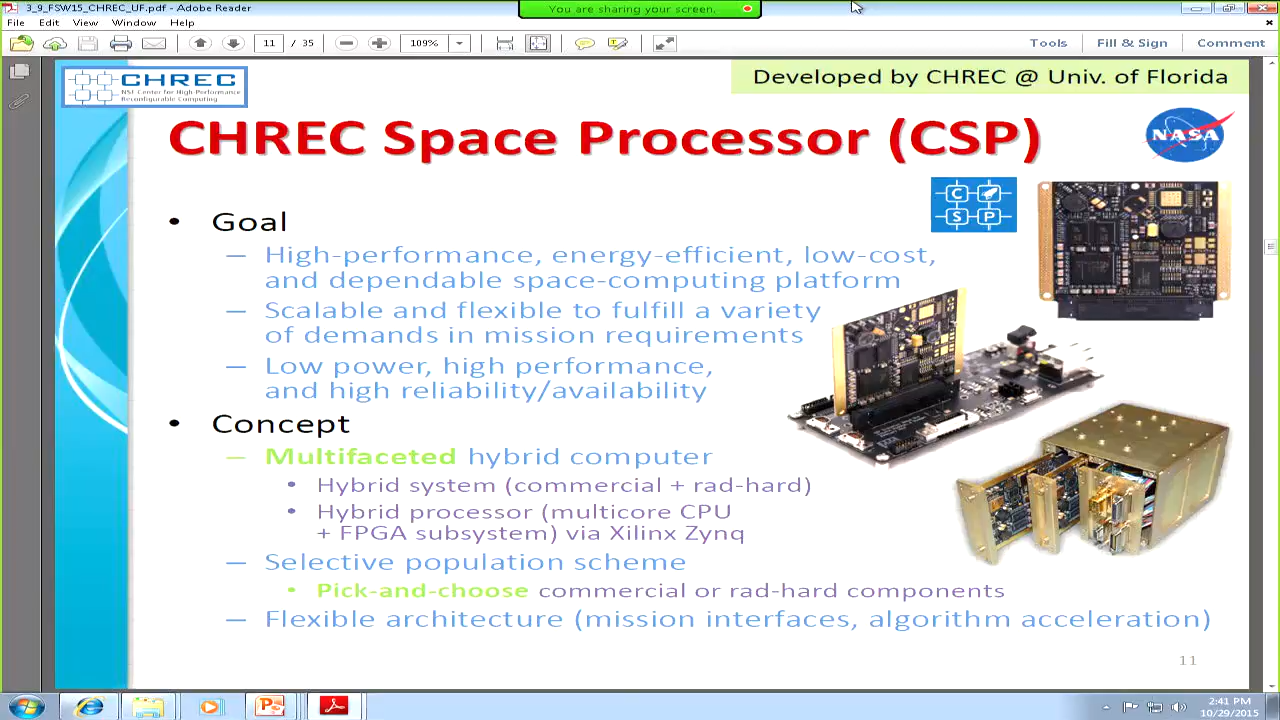 3_9_FSW15_CHREC_UF.pdf - Adobe Reader
You are sharing your screen.
File Edit View Window Help
11 / 35 109% Tools Fill & Sign Comment
CHREC
NSF Center for High-Performance
Reconfigurable Computing
Developed by CHREC @ Univ. of Florida
CHREC Space Processor (CSP)
NASA
C
S P
• Goal
– High-performance, energy-efficient, low-cost,
and dependable space-computing platform
– Scalable and flexible to fulfill a variety
of demands in mission requirements
– Low power, high performance,
and high reliability/availability
• Concept
– Multifaceted hybrid computer
• Hybrid system (commercial + rad-hard)
• Hybrid processor (multicore CPU
+ FPGA subsystem) via Xilinx Zynq
– Selective population scheme
• Pick-and-choose commercial or rad-hard components
– Flexible architecture (mission interfaces, algorithm acceleration)
11
2:41 PM
10/29/2015